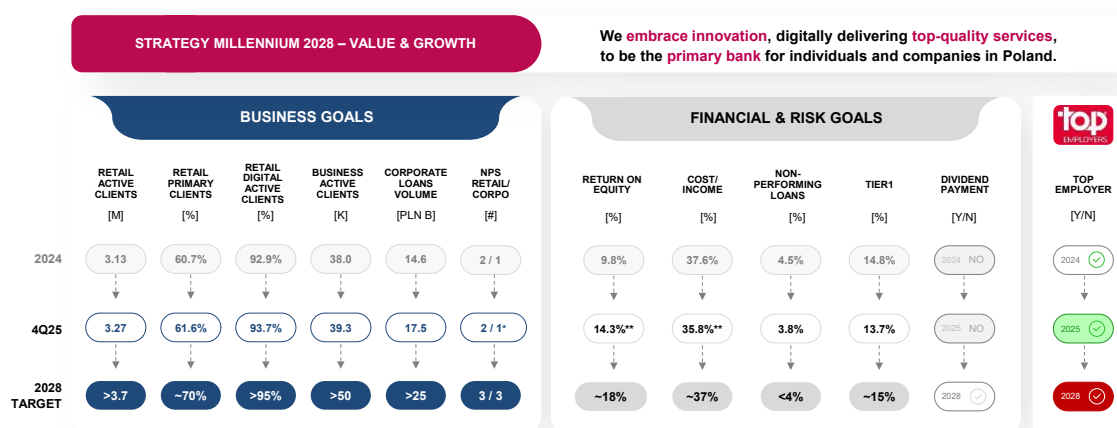 STRATEGY MILLENNIUM 2028 – VALUE & GROWTH
We embrace innovation, digitally delivering top-quality services,
to be the primary bank for individuals and companies in Poland.
BUSINESS GOALS
FINANCIAL & RISK GOALS
top
EMPLOYERS
RETAIL
ACTIVE
CLIENTS
[M]
RETAIL
PRIMARY
CLIENTS
[%]
RETAIL
DIGITAL
ACTIVE
CLIENTS
[%]
BUSINESS
ACTIVE
CLIENTS
[K]
CORPORATE
LOANS
VOLUME
[PLN B]
NPS
RETAIL/
CORPO
[#]
RETURN ON
EQUITY
[%]
COST/
INCOME
[%]
NON-
PERFORMING
LOANS
[%]
TIER1
[%]
DIVIDEND
PAYMENT
[Y/N]
TOP
EMPLOYER
[Y/N]
2024 3.13 60.7% 92.9% 38.0 14.6 2 / 1 9.8% 37.6% 4.5% 14.8% 2024 NO 2024
4Q25 3.27 61.6% 93.7% 39.3 17.5 2 / 1* 14.3%** 35.8%** 3.8% 13.7% 2025 NO 2025
2028
TARGET
>3.7 ~70% >95% >50 >25 3 / 3 ~18% ~37% <4% ~15% 2028 2028